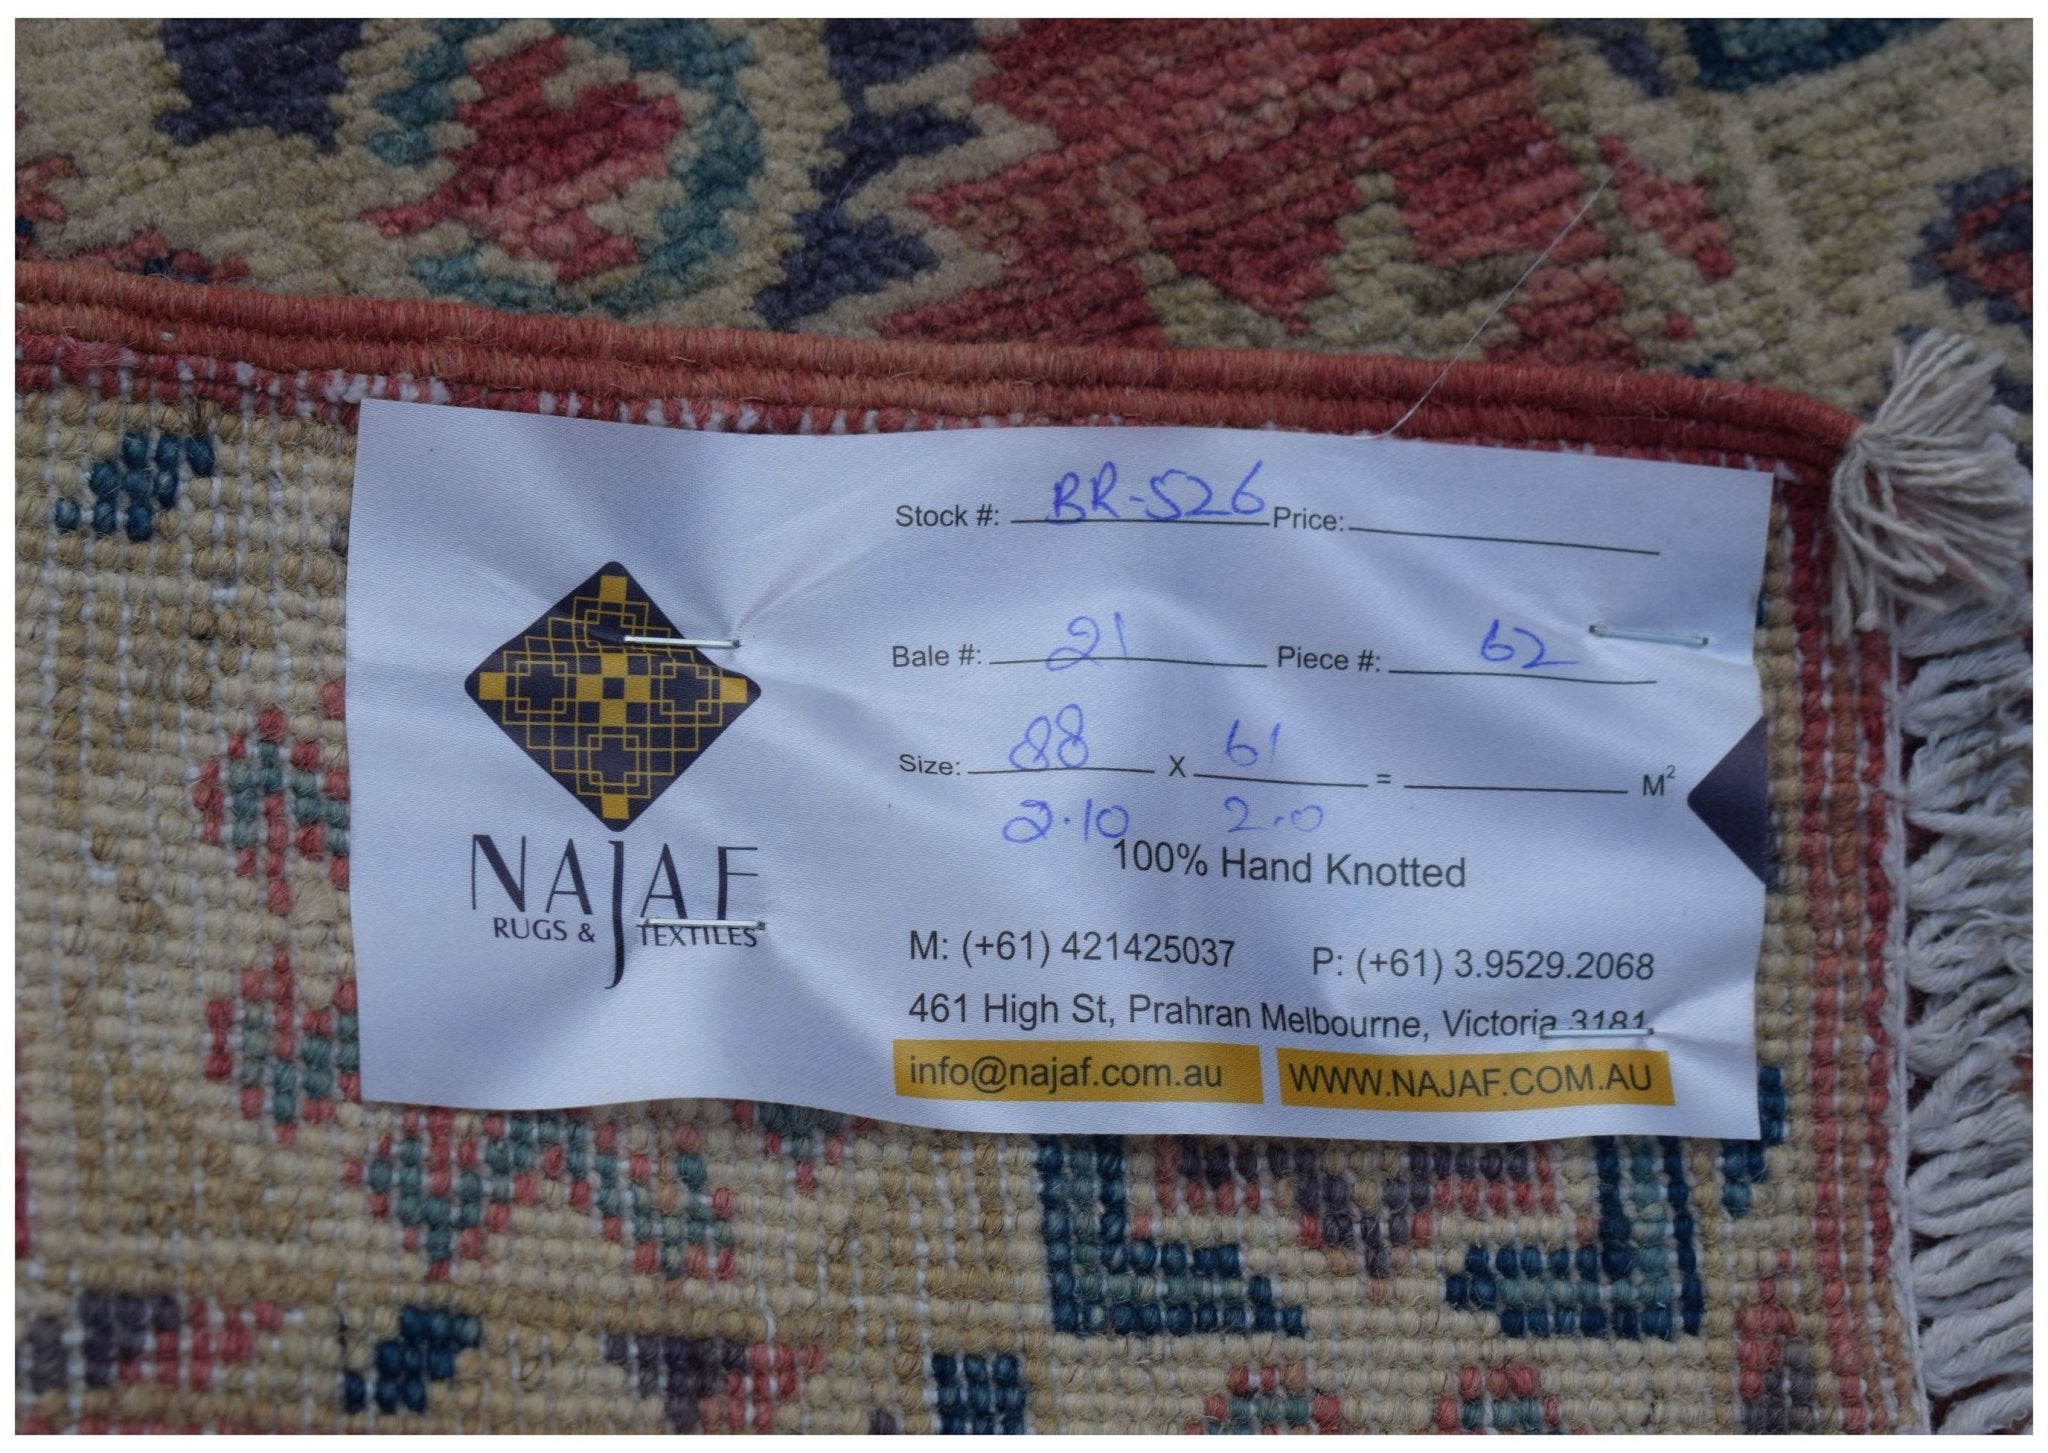 Stock #: BR-526 Price:
Bale #: 21 Piece #: 62
Size: 88 X 61 = M²
2.10 2.0
100% Hand Knotted
NAJAF
RUGS & TEXTILES
M: (+61) 421425037 P: (+61) 3.9529.2068
461 High St, Prahran Melbourne, Victoria 3181
info@najaf.com.au WWW.NAJAF.COM.AU